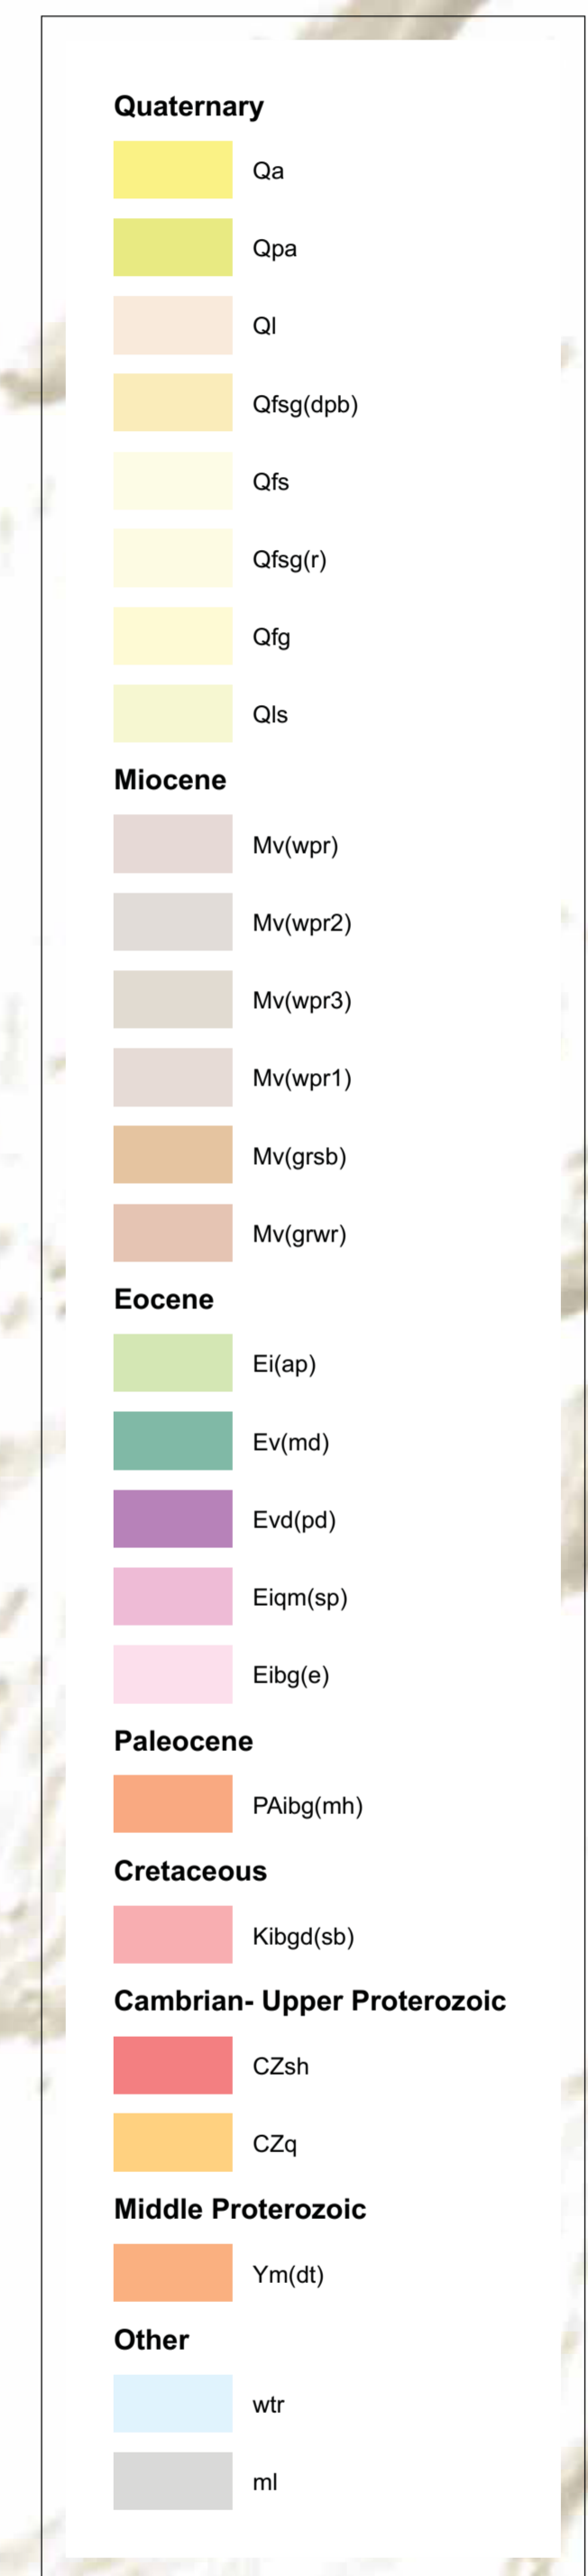 Quaternary
Qa
Qpa
Ql
Qfsg(dpb)
Qfs
Qfsg(r)
Qfg
Qls
Miocene
Mv(wpr)
Mv(wpr2)
Mv(wpr3)
Mv(wpr1)
Mv(grsb)
Mv(grwr)
Eocene
Ei(ap)
Ev(md)
Evd(pd)
Eiqm(sp)
Eibg(e)
Paleocene
PAibg(mh)
Cretaceous
Kibgd(sb)
Cambrian- Upper Proterozoic
CZsh
CZq
Middle Proterozoic
Ym(dt)
Other
wtr
ml